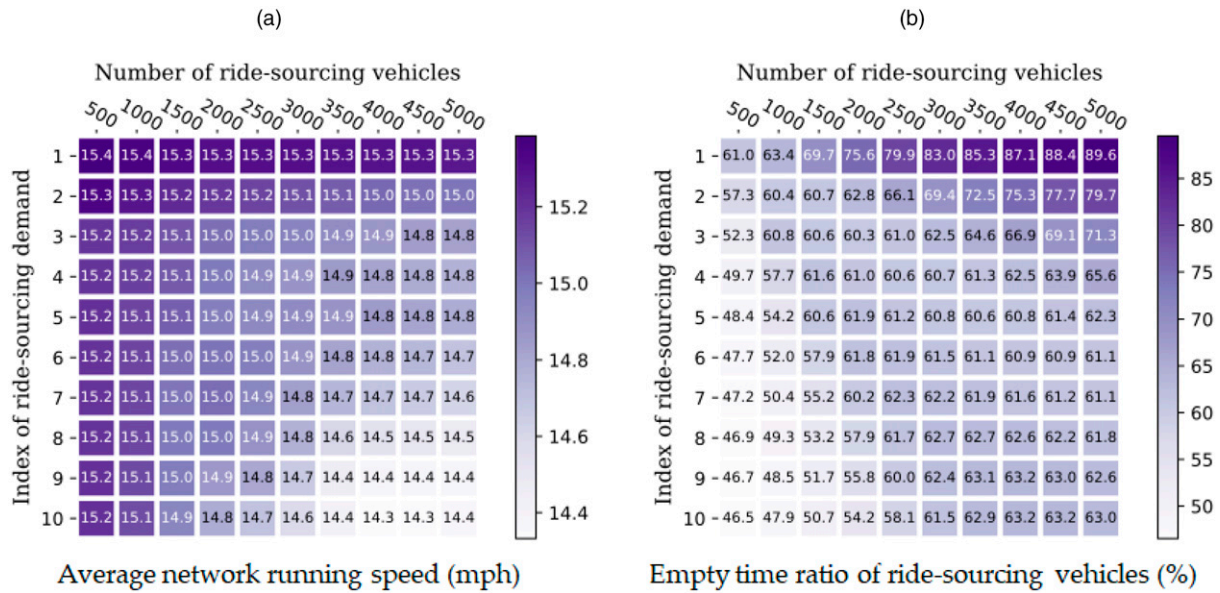 (a)
Number of ride-sourcing vehicles
500 1000 1500 2000 2500 3000 3500 4000 4500 5000
Index of ride-sourcing demand
1 15.4 15.4 15.3 15.3 15.3 15.3 15.3 15.3 15.3 15.3
2 15.3 15.3 15.2 15.2 15.2 15.1 15.1 15.0 15.0 15.0
3 15.2 15.2 15.1 15.0 15.0 15.0 14.9 14.9 14.8 14.8
4 15.2 15.2 15.1 15.0 14.9 14.9 14.9 14.8 14.8 14.8
5 15.2 15.1 15.1 15.0 14.9 14.9 14.9 14.8 14.8 14.8
6 15.2 15.1 15.0 15.0 15.0 14.9 14.8 14.8 14.7 14.7
7 15.2 15.1 15.0 15.0 14.9 14.8 14.7 14.7 14.7 14.6
8 15.2 15.1 15.0 15.0 14.9 14.8 14.6 14.5 14.5 14.5
9 15.2 15.1 15.0 14.9 14.8 14.7 14.4 14.4 14.4 14.4
10 15.2 15.1 14.9 14.8 14.7 14.6 14.4 14.3 14.3 14.4
15.2
15.0
14.8
14.6
14.4
Average network running speed (mph)
(b)
Number of ride-sourcing vehicles
500 1000 1500 2000 2500 3000 3500 4000 4500 5000
Index of ride-sourcing demand
1 61.0 63.4 69.7 75.6 79.9 83.0 85.3 87.1 88.4 89.6
2 57.3 60.4 60.7 62.8 66.1 69.4 72.5 75.3 77.7 79.7
3 52.3 60.8 60.6 60.3 61.0 62.5 64.6 66.9 69.1 71.3
4 49.7 57.7 61.6 61.0 60.6 60.7 61.3 62.5 63.9 65.6
5 48.4 54.2 60.6 61.9 61.2 60.8 60.6 60.8 61.4 62.3
6 47.7 52.0 57.9 61.8 61.9 61.5 61.1 60.9 60.9 61.1
7 47.2 50.4 55.2 60.2 62.3 62.2 61.9 61.6 61.2 61.1
8 46.9 49.3 53.2 57.9 61.7 62.7 62.7 62.6 62.2 61.8
9 46.7 48.5 51.7 55.8 60.0 62.4 63.1 63.2 63.0 62.6
10 46.5 47.9 50.7 54.2 58.1 61.5 62.9 63.2 63.2 63.0
85
80
75
70
65
60
55
50
Empty time ratio of ride-sourcing vehicles (%)